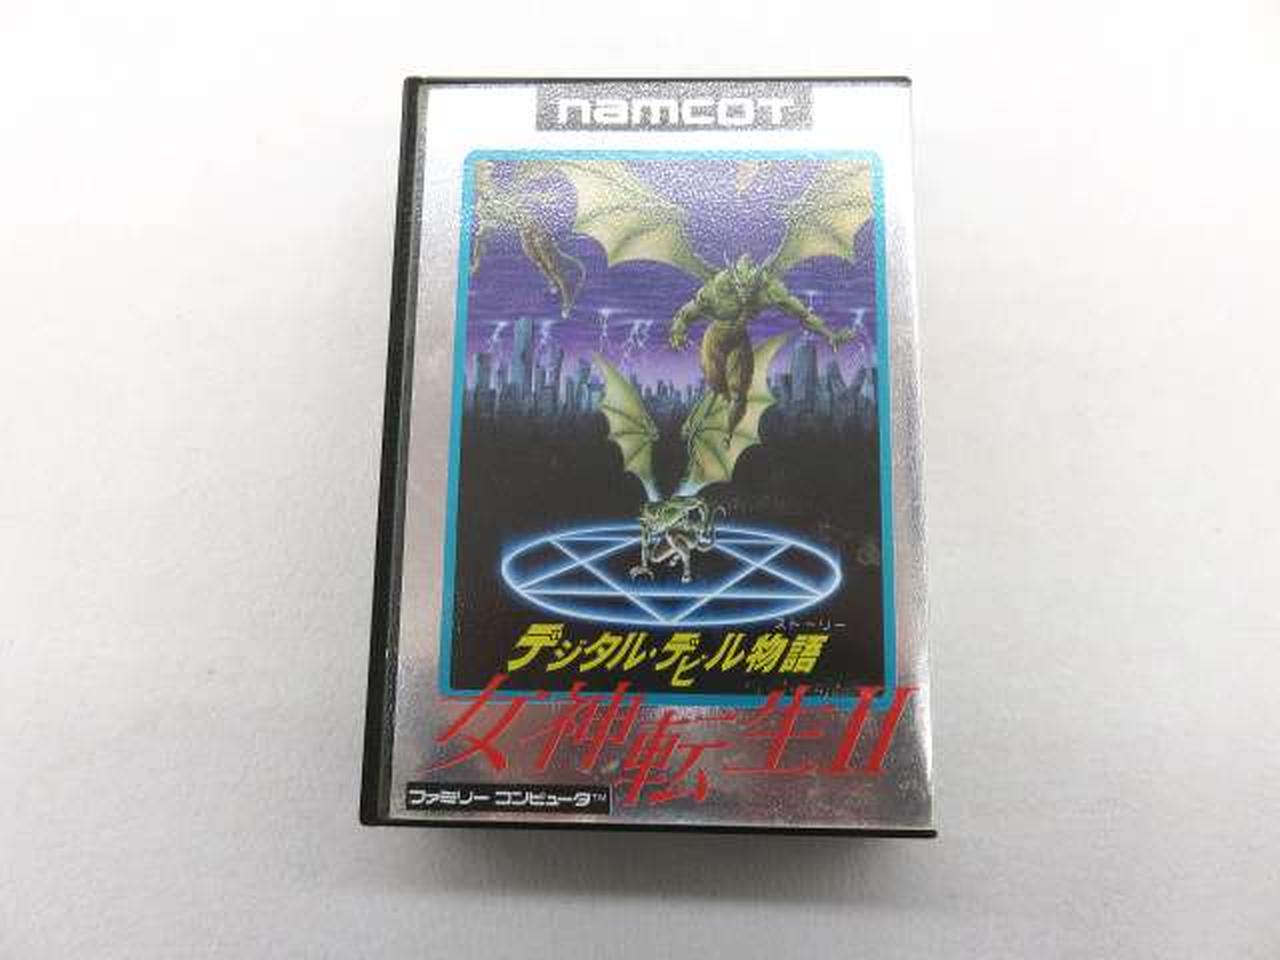 namcot
ストーリー
デジタル・デビル物語
女神転生II
ファミリー コンピュータ™